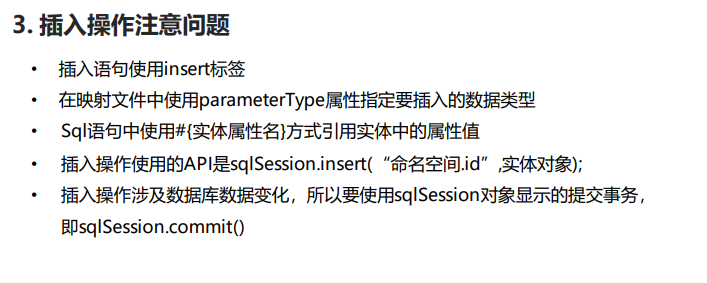 3. 插入操作注意问题
• 插入语句使用insert标签
• 在映射文件中使用parameterType属性指定要插入的数据类型
• Sql语句中使用#{实体属性名}方式引用实体中的属性值
• 插入操作使用的API是sqlSession.insert(“命名空间.id”,实体对象);
• 插入操作涉及数据库数据变化，所以要使用sqlSession对象显示的提交事务，
即sqlSession.commit()